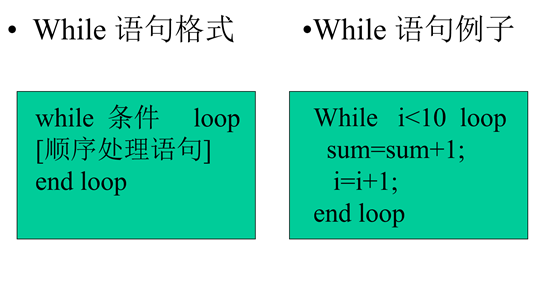 • While 语句格式
•While 语句例子
while 条件 loop
[顺序处理语句]
end loop
While i<10 loop
sum=sum+1;
i=i+1;
end loop